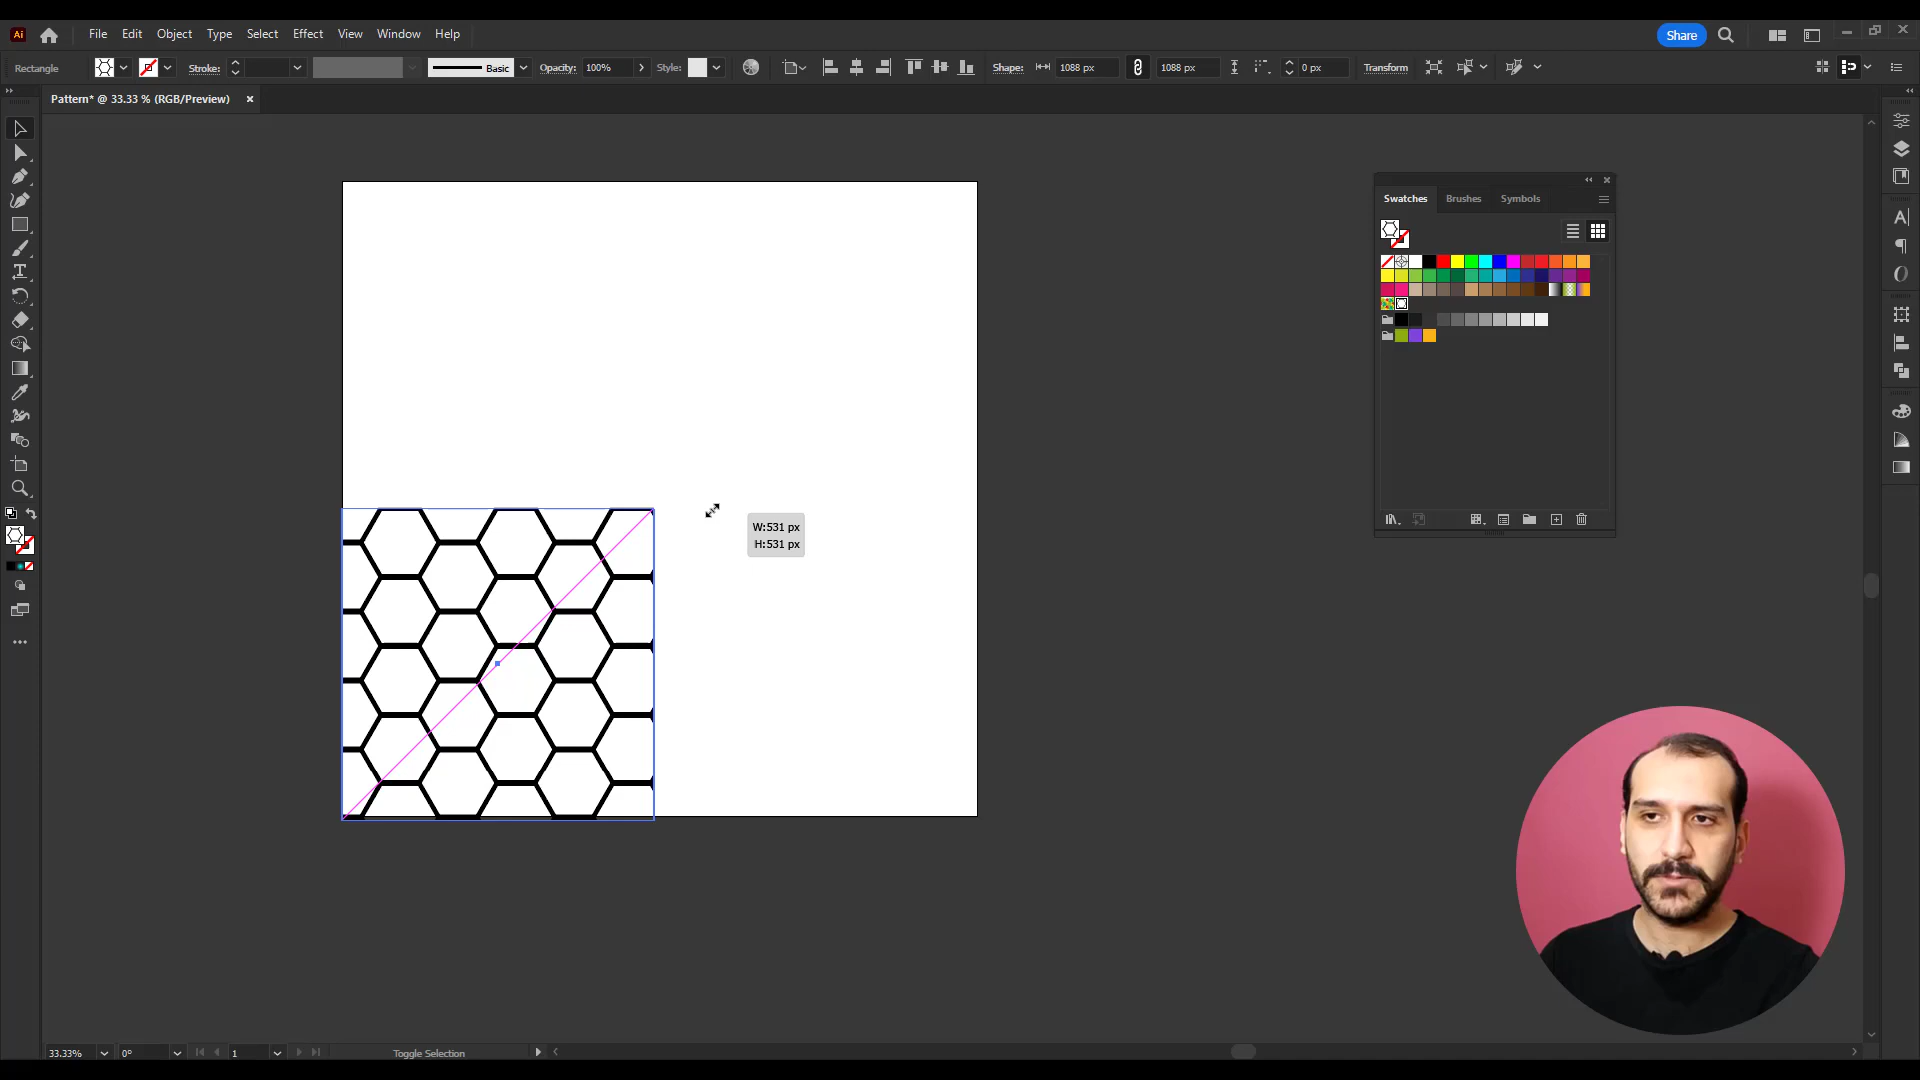 Ai File Edit Object Type Select Effect View Window Help Share
Rectangle Stroke: Basic Opacity: 100% Style: Shape: 1088 px 1088 px 0 px Transform
Pattern* @ 33.33 % (RGB/Preview)
Swatches Brushes Symbols
W:531 px
H:531 px
33.33% 0° 1 Toggle Selection